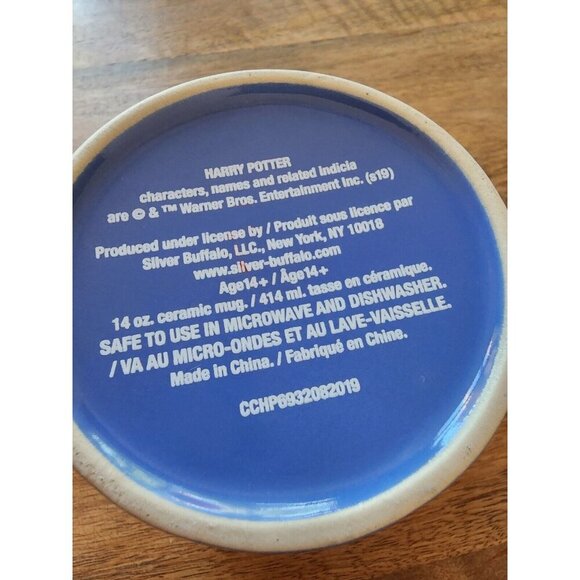 HARRY POTTER
characters, names and related indicia
are © & ™ Warner Bros. Entertainment Inc. (s19)
Produced under license by / Produit sous licence par
Silver Buffalo, LLC., New York, NY 10018
www.silver-buffalo.com
Age14+ / Âge14+
14 oz. ceramic mug. / 414 ml. tasse en céramique.
SAFE TO USE IN MICROWAVE AND DISHWASHER.
/ VA AU MICRO-ONDES ET AU LAVE-VAISSELLE.
Made in China. / Fabriqué en Chine.
CCHP6932082019